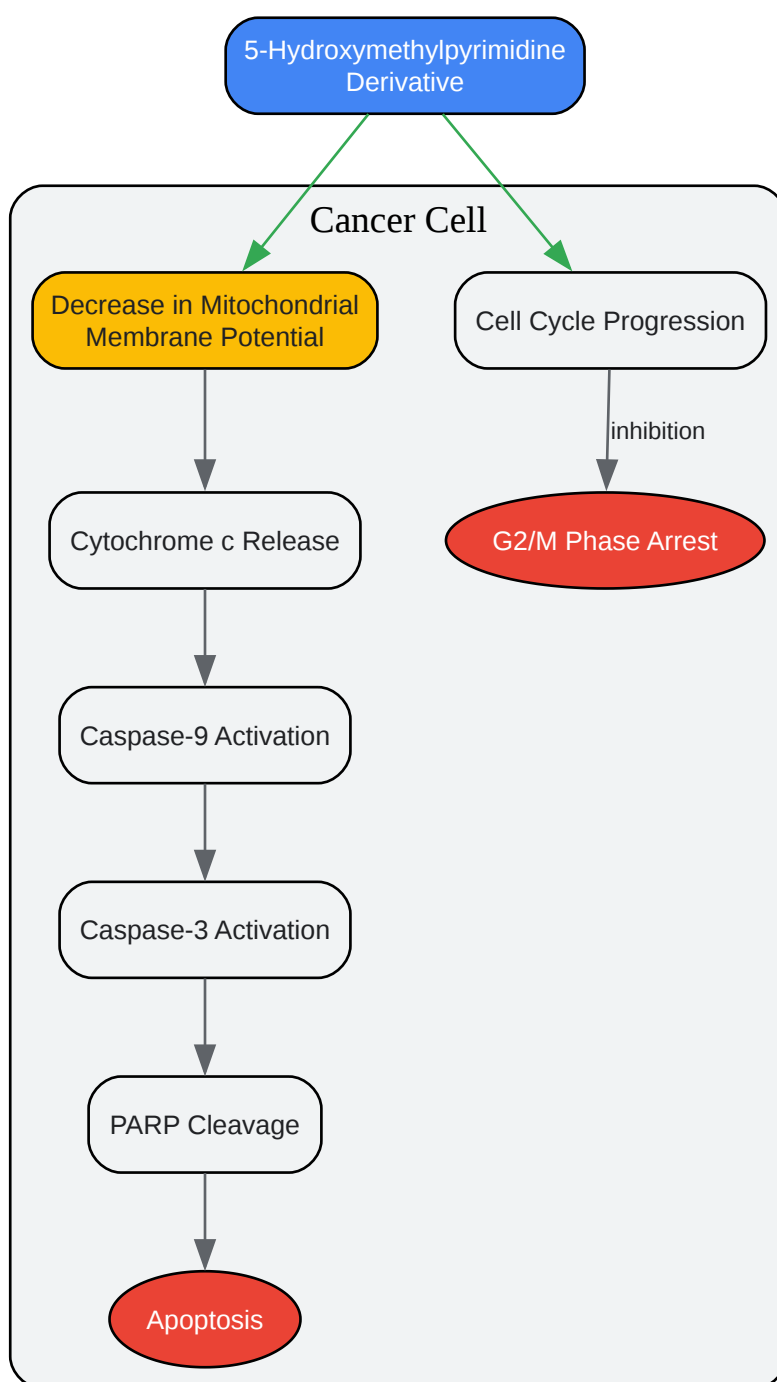 5-Hydroxymethylpyrimidine
Derivative
Cancer Cell
Decrease in Mitochondrial
Membrane Potential
Cell Cycle Progression
inhibition
Cytochrome c Release
G2/M Phase Arrest
Caspase-9 Activation
Caspase-3 Activation
PARP Cleavage
Apoptosis